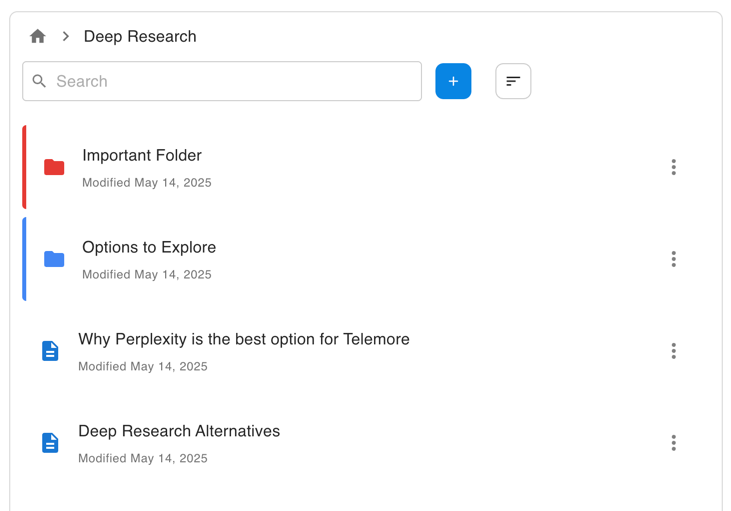 Deep Research
Search
Important Folder
Modified May 14, 2025
Options to Explore
Modified May 14, 2025
Why Perplexity is the best option for Telemore
Modified May 14, 2025
Deep Research Alternatives
Modified May 14, 2025